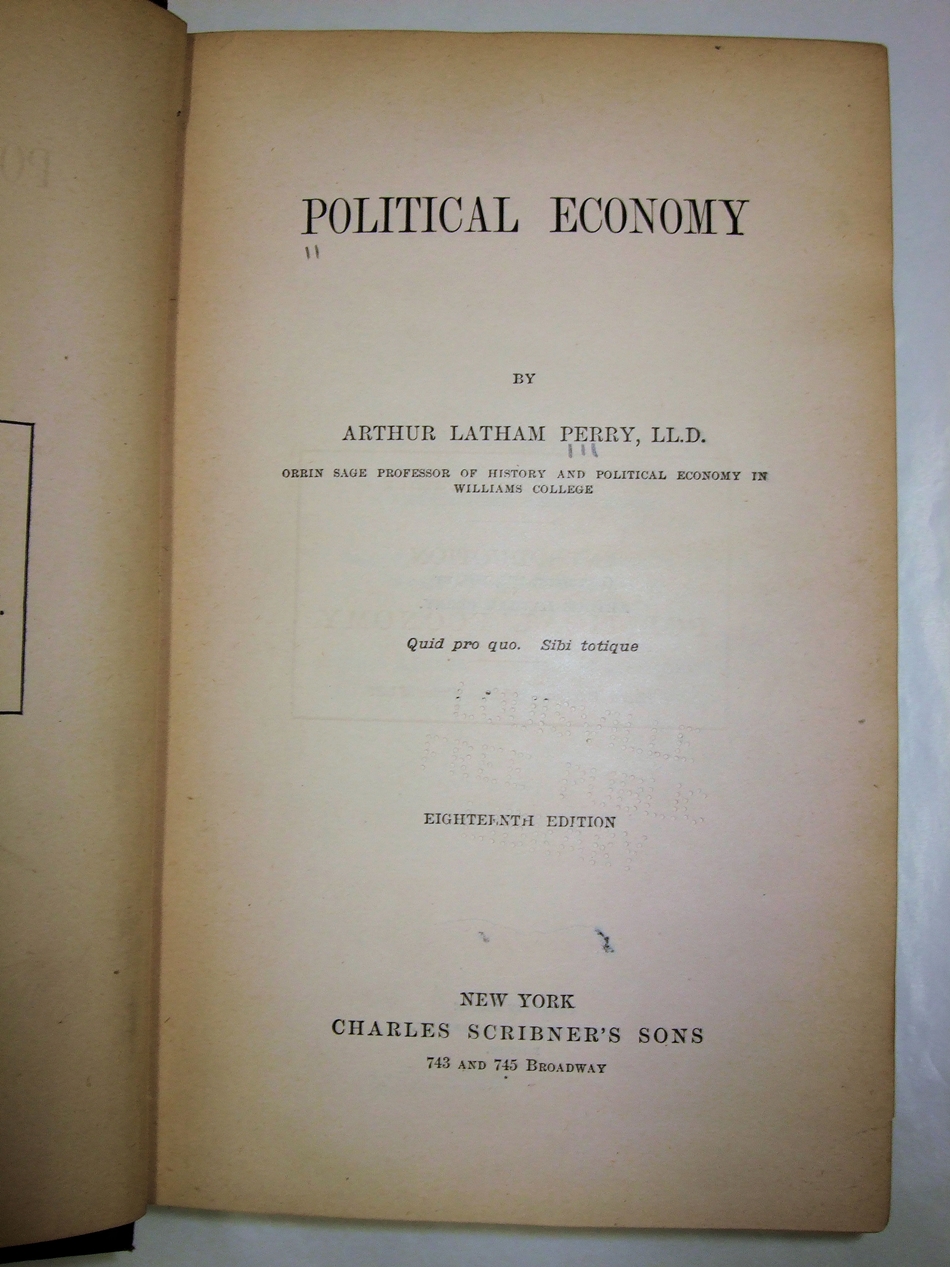 POLITICAL ECONOMY
BY
ARTHUR LATHAM PERRY, LL.D.
ORRIN SAGE PROFESSOR OF HISTORY AND POLITICAL ECONOMY IN
WILLIAMS COLLEGE
Quid pro quo. Sibi totique
EIGHTEENTH EDITION
NEW YORK
CHARLES SCRIBNER'S SONS
743 AND 745 BROADWAY